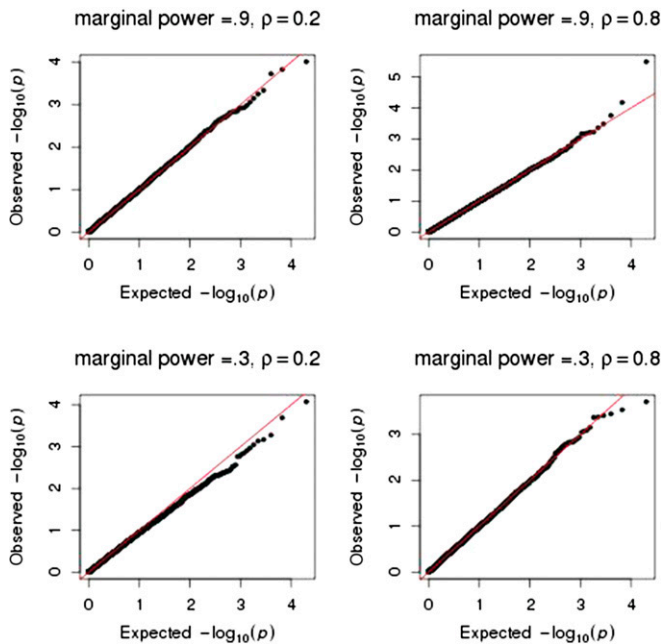 marginal power =.9, ρ = 0.2
Observed −log10(p)
0 1 2 3 4
0 1 2 3 4
Expected −log10(p)
marginal power =.9, ρ = 0.8
Observed −log10(p)
0 1 2 3 4 5
0 1 2 3 4
Expected −log10(p)
marginal power =.3, ρ = 0.2
Observed −log10(p)
0 1 2 3 4
0 1 2 3 4
Expected −log10(p)
marginal power =.3, ρ = 0.8
Observed −log10(p)
0 1 2 3
0 1 2 3 4
Expected −log10(p)